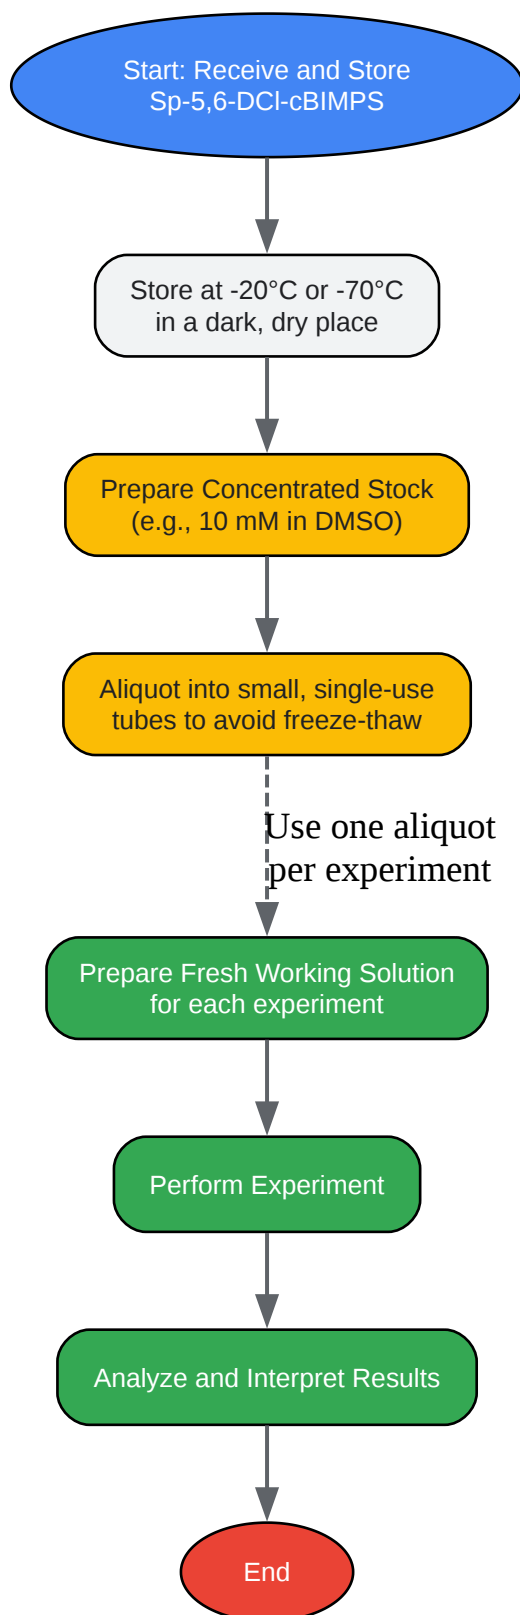 Start: Receive and Store
Sp-5,6-DCl-cBIMPS
Store at -20°C or -70°C
in a dark, dry place
Prepare Concentrated Stock
(e.g., 10 mM in DMSO)
Aliquot into small, single-use
tubes to avoid freeze-thaw
Use one aliquot
per experiment
Prepare Fresh Working Solution
for each experiment
Perform Experiment
Analyze and Interpret Results
End